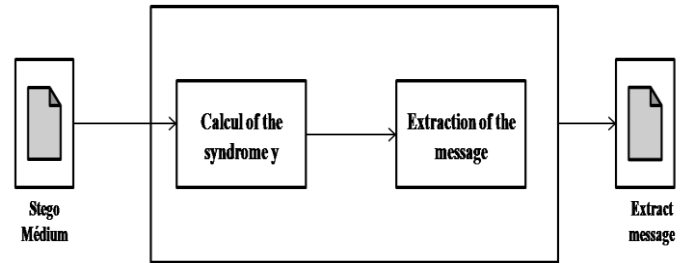 Calcul of the
syndrome y
Extraction of the
message
Stego
Médium
Extract
message